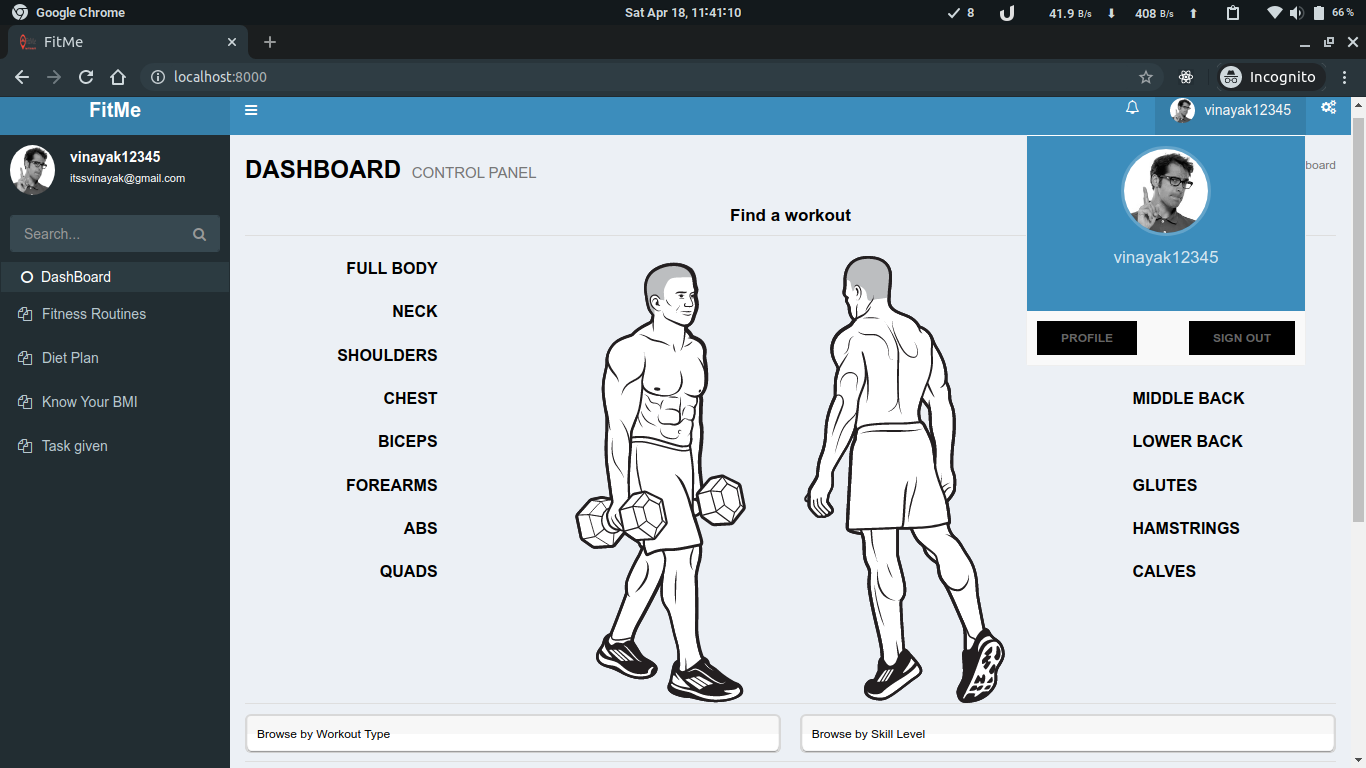 Google Chrome
Sat Apr 18, 11:41:10
8
41.9 B/s
408 B/s
66 %
FitMe
localhost:8000
Incognito
FitMe
vinayak12345
vinayak12345
itssvinayak@gmail.com
Search...
DashBoard
Fitness Routines
Diet Plan
Know Your BMI
Task given
DASHBOARD CONTROL PANEL
board
vinayak12345
PROFILE
SIGN OUT
Find a workout
FULL BODY
NECK
SHOULDERS
CHEST
BICEPS
FOREARMS
ABS
QUADS
MIDDLE BACK
LOWER BACK
GLUTES
HAMSTRINGS
CALVES
Browse by Workout Type
Browse by Skill Level